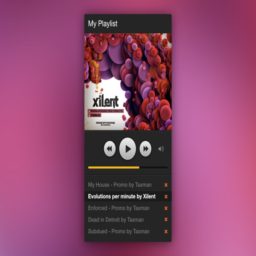 My Playlist
xilent
My House - Promo by Taxman
Evolutions per minute by Xilent
Enforced - Promo by Taxman
Dead in Detroit by Taxman
Subdued - Promo by Taxman